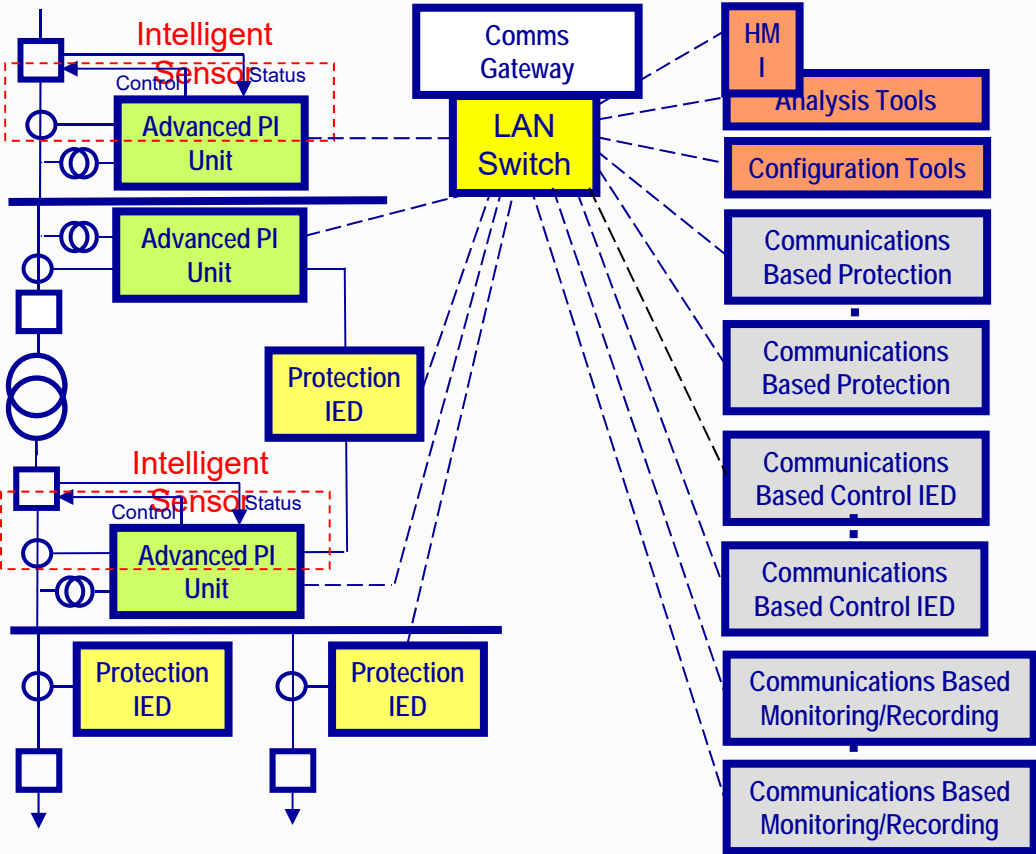 Intelligent
Sensor
Control
Status
Advanced PI
Unit
Comms
Gateway
LAN
Switch
HM
I
Analysis Tools
Configuration Tools
Advanced PI
Unit
Communications
Based Protection
Protection
IED
Communications
Based Protection
Intelligent
Sensor
Control
Status
Advanced PI
Unit
Communications
Based Control IED
Communications
Based Control IED
Protection
IED
Protection
IED
Communications Based
Monitoring/Recording
Communications Based
Monitoring/Recording